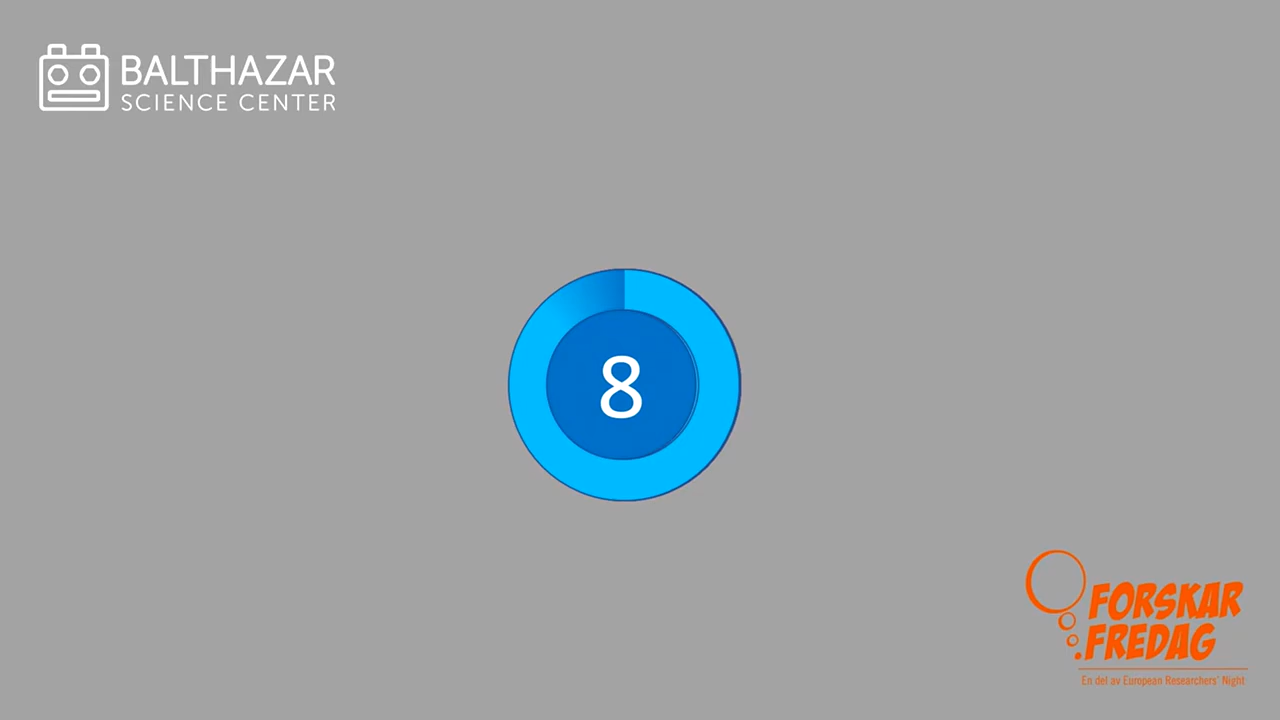 BALTHAZAR
SCIENCE CENTER
8
FORSKAR
FREDAG
En del av European Researchers' Night